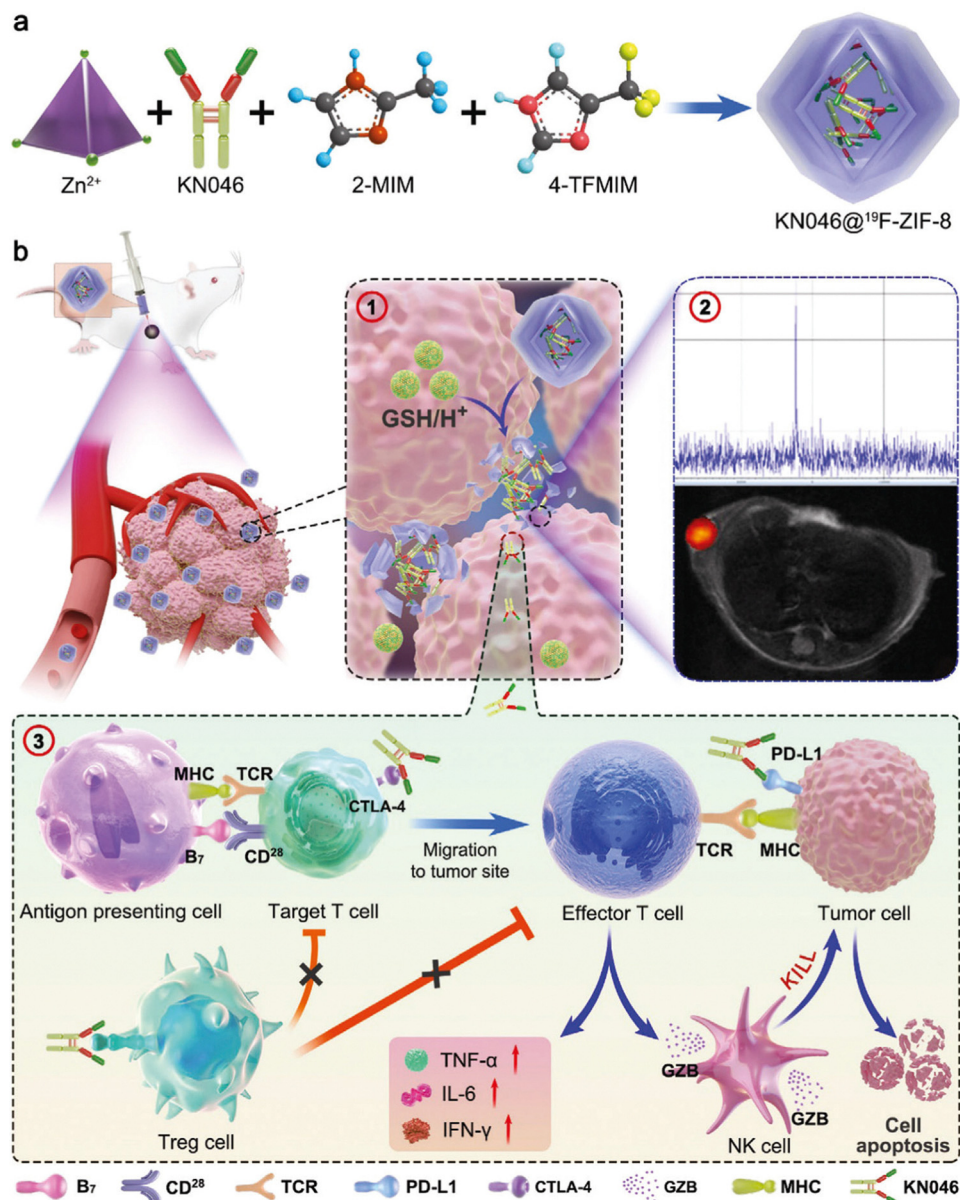 a
+ + +
Zn²⁺ KN046 2-MIM 4-TFMIM
KN046@¹⁹F-ZIF-8
b
1
GSH/H⁺
2
3
MHC TCR
CTLA-4
B₇ CD²⁸
Antigon presenting cell
Target T cell
Migration
to tumor site
PD-L1
TCR MHC
Effector T cell
Tumor cell
Treg cell
TNF-α
IL-6
IFN-γ
KILL
GZB
GZB
NK cell
Cell
apoptosis
B₇ CD²⁸ TCR PD-L1 CTLA-4 GZB MHC KN046